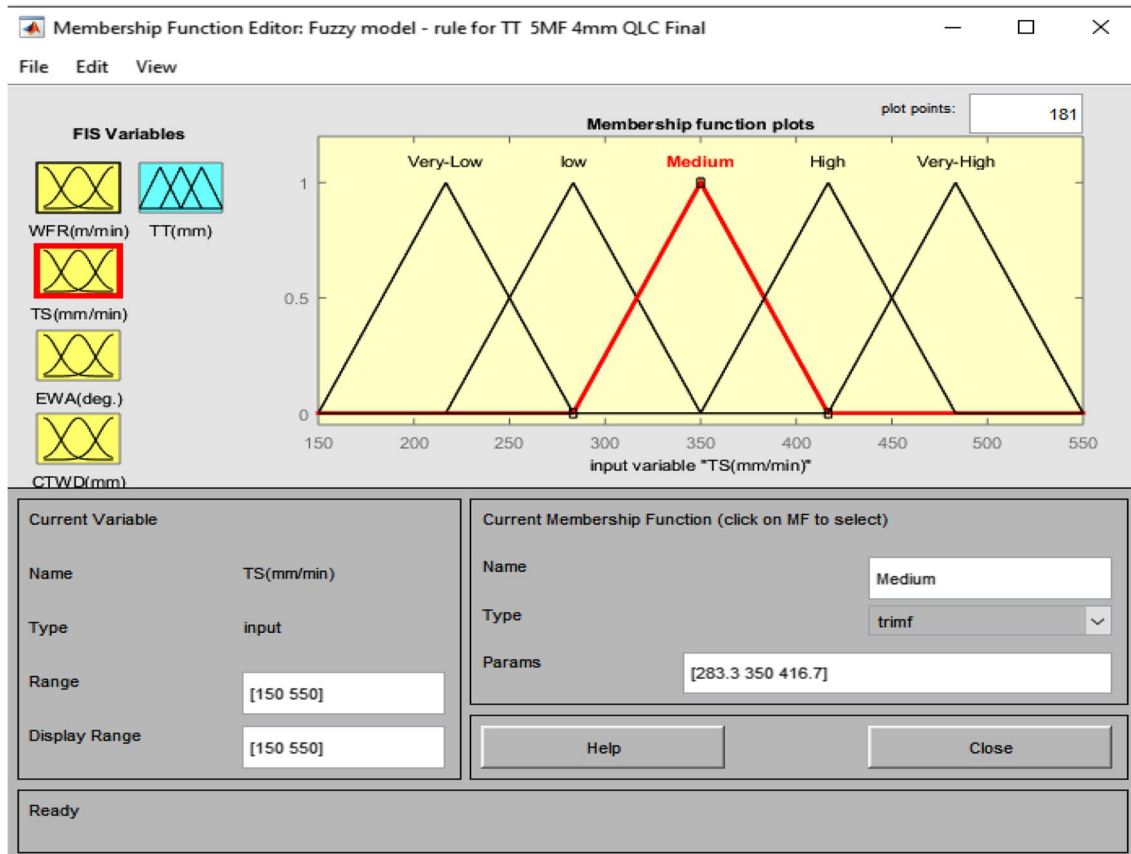 Membership Function Editor: Fuzzy model - rule for TT 5MF 4mm QLC Final
File Edit View
FIS Variables
WFR(m/min) TT(mm)
TS(mm/min)
EWA(deg.)
CTWD(mm)
plot points: 181
Membership function plots
Very-Low low Medium High Very-High
1
0.5
0
150 200 250 300 350 400 450 500 550
input variable "TS(mm/min)"
Current Variable
Name TS(mm/min)
Type input
Range [150 550]
Display Range [150 550]
Current Membership Function (click on MF to select)
Name Medium
Type trimf
Params [283.3 350 416.7]
Help Close
Ready